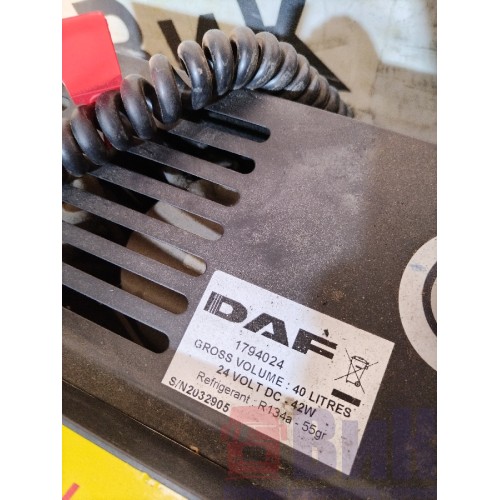 DAF
1794024
GROSS VOLUME : 40 LITRES
24 VOLT DC - 42W
Refrigerant : R134a - 55gr
S/N2032905